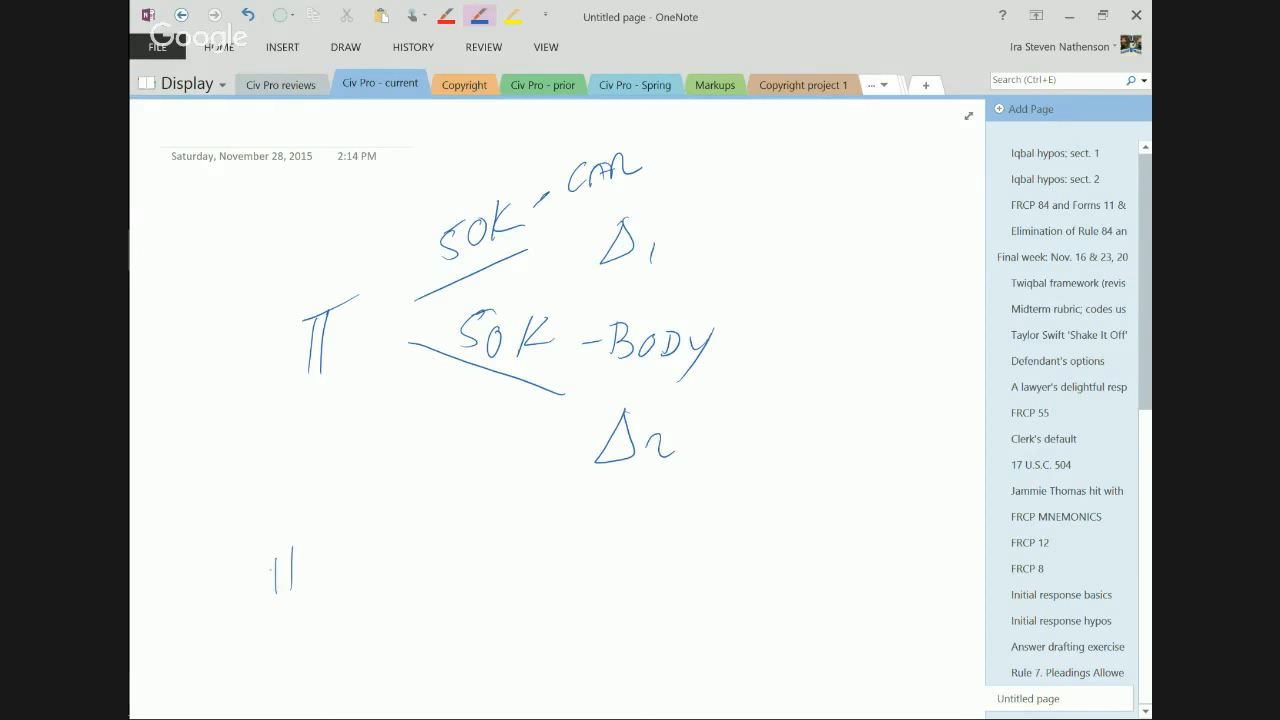 Untitled page - OneNote
?
Google
FILE HOME INSERT DRAW HISTORY REVIEW VIEW
Ira Steven Nathenson
Display
Civ Pro reviews
Civ Pro - current
Copyright
Civ Pro - prior
Civ Pro - Spring
Markups
Copyright project 1
...
+
Search (Ctrl+E)
Add Page
Saturday, November 28, 2015 2:14 PM
50K - CAR
Δ1
π
50K - BODY
Δ2
Iqbal hypos: sect. 1
Iqbal hypos: sect. 2
FRCP 84 and Forms 11 &
Elimination of Rule 84 an
Final week: Nov. 16 & 23, 20
Twiqbal framework (revis
Midterm rubric; codes us
Taylor Swift 'Shake It Off'
Defendant's options
A lawyer's delightful resp
FRCP 55
Clerk's default
17 U.S.C. 504
Jammie Thomas hit with
FRCP MNEMONICS
FRCP 12
FRCP 8
Initial response basics
Initial response hypos
Answer drafting exercise
Rule 7. Pleadings Allowe
Untitled page